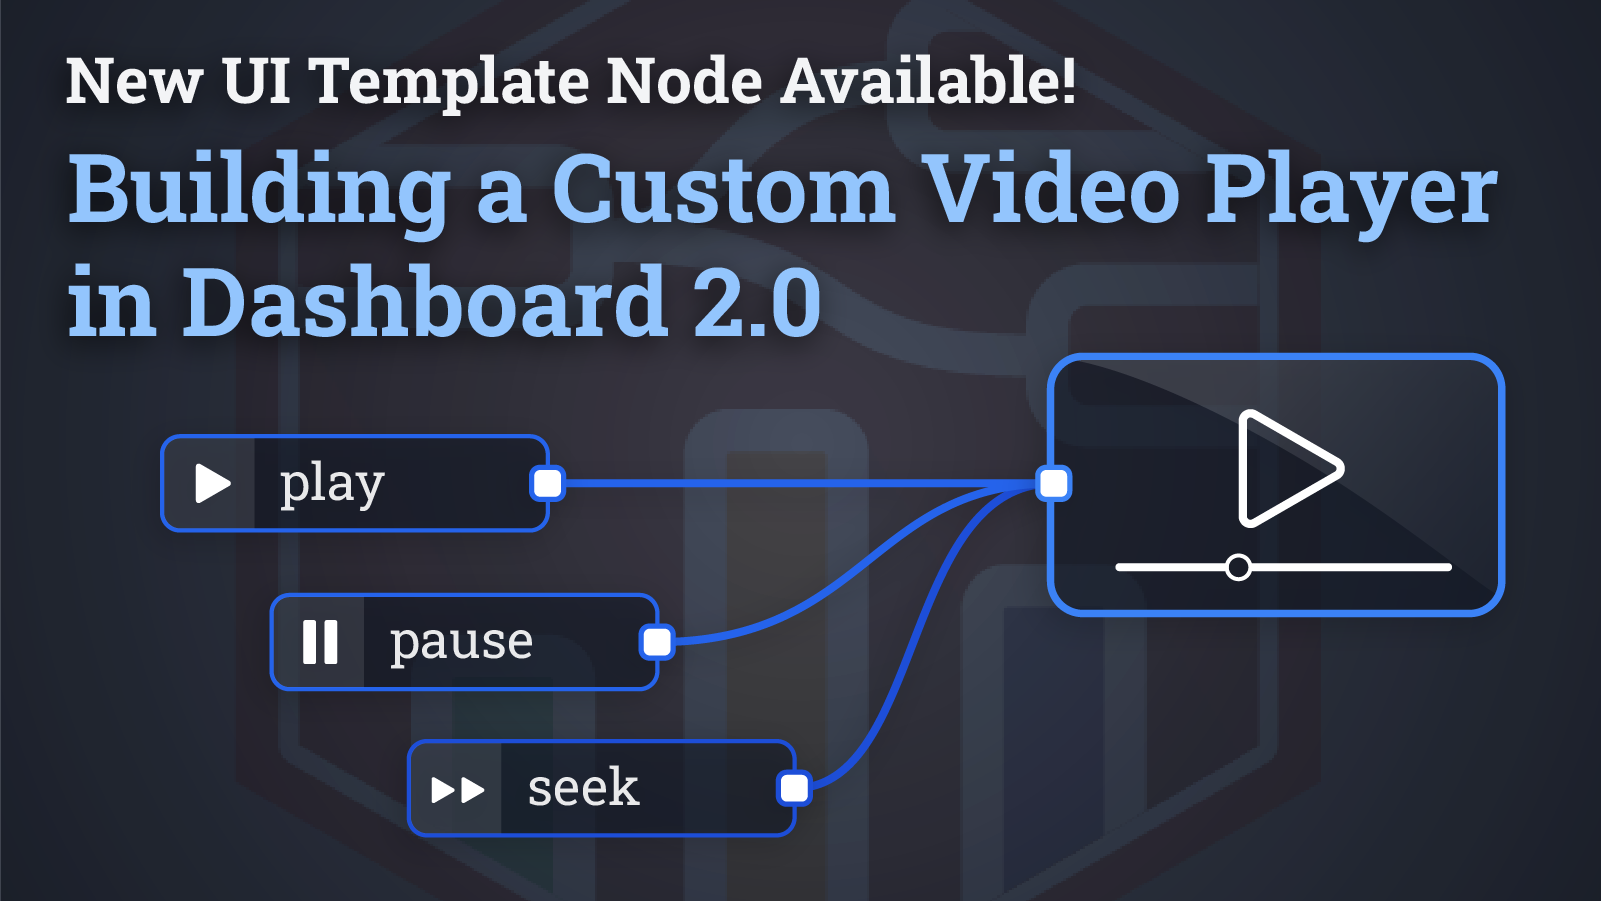 New UI Template Node Available!
Building a Custom Video Player
in Dashboard 2.0
play
pause
seek